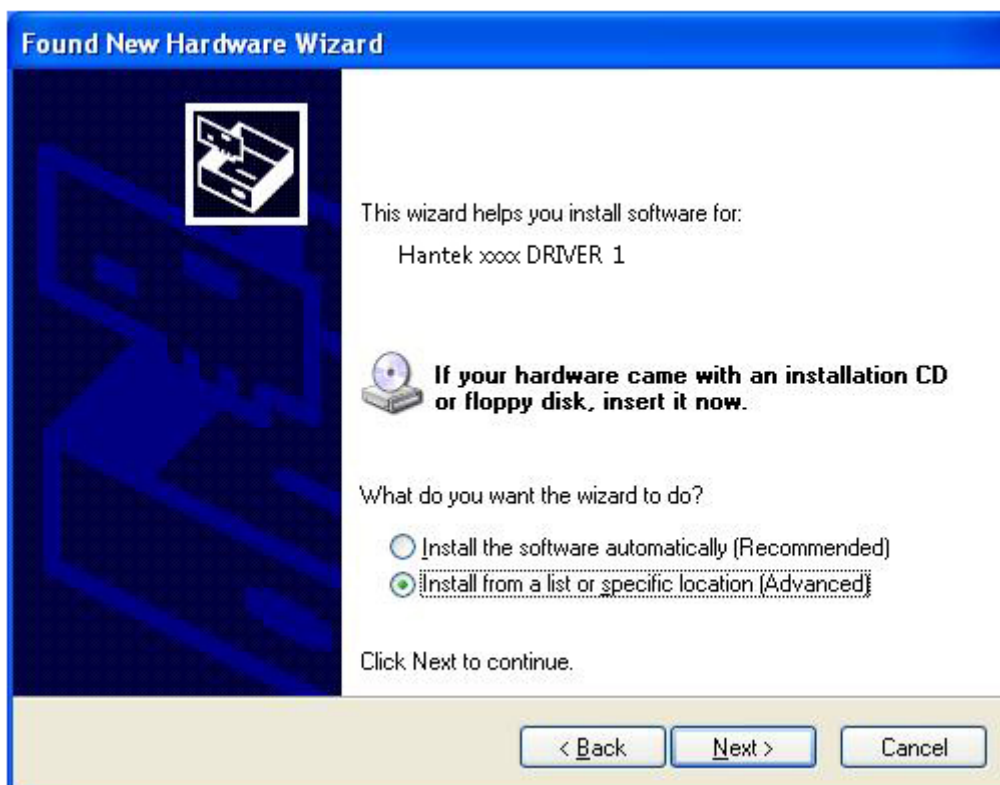 Found New Hardware Wizard
This wizard helps you install software for:
Hantek xxxx DRIVER 1
If your hardware came with an installation CD
or floppy disk, insert it now.
What do you want the wizard to do?
Install the software automatically (Recommended)
Install from a list or specific location (Advanced)
Click Next to continue.
< Back
Next >
Cancel